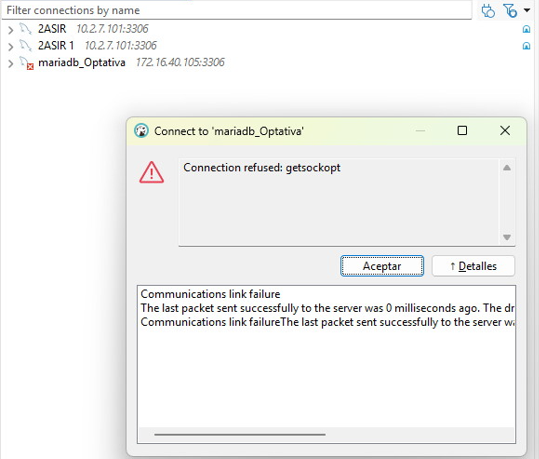 Filter connections by name
2ASIR 10.2.7.101:3306
2ASIR 1 10.2.7.101:3306
mariadb_Optativa 172.16.40.105:3306
Connect to 'mariadb_Optativa'
Connection refused: getsockopt
Aceptar
↑ Detalles
Communications link failure
The last packet sent successfully to the server was 0 milliseconds ago. The dr
Communications link failureThe last packet sent successfully to the server wa